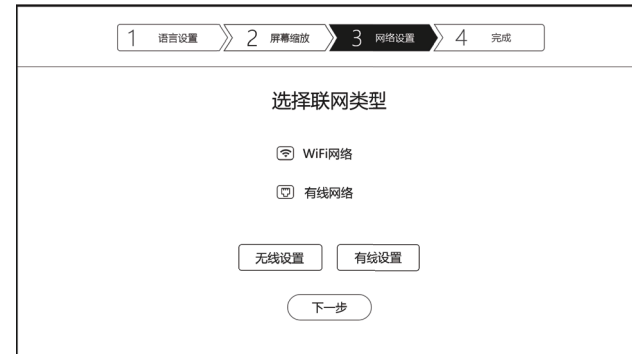 1 语言设置 2 屏幕缩放 3 网络设置 4 完成
选择联网类型
WiFi网络
有线网络
无线设置 有线设置
下一步